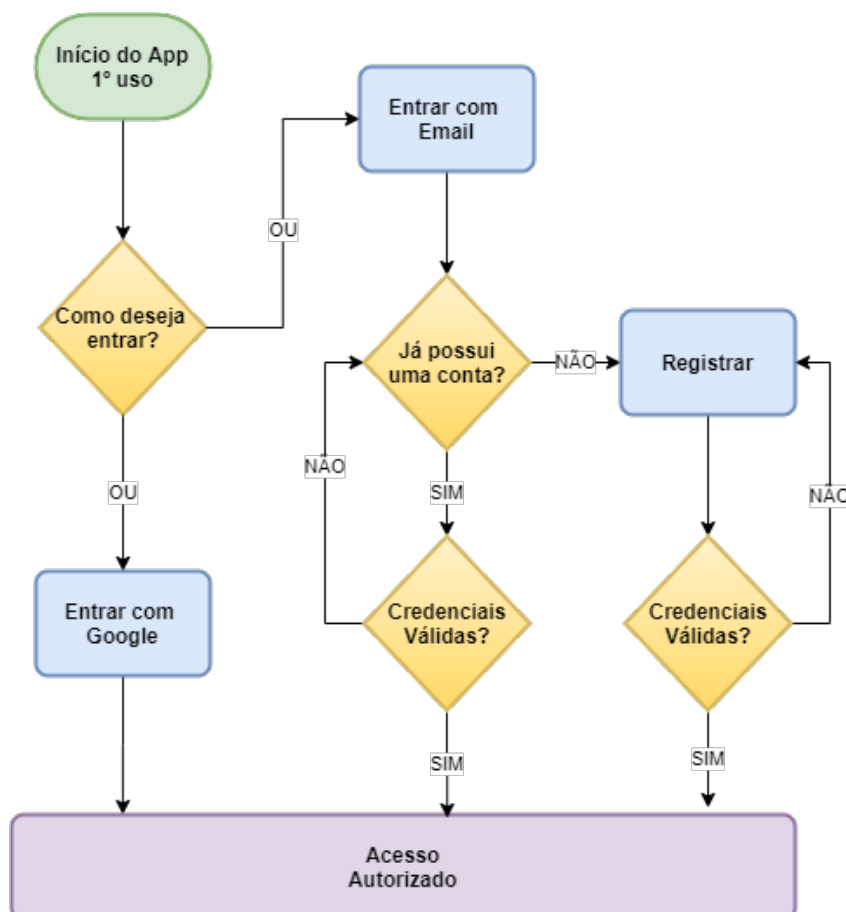 Início do App
1º uso
Entrar com
Email
OU
Como deseja
entrar?
Já possui
uma conta?
NÃO
Registrar
NÃO
SIM
OU
NÃO
Entrar com
Google
Credenciais
Válidas?
Credenciais
Válidas?
SIM
SIM
Acesso
Autorizado